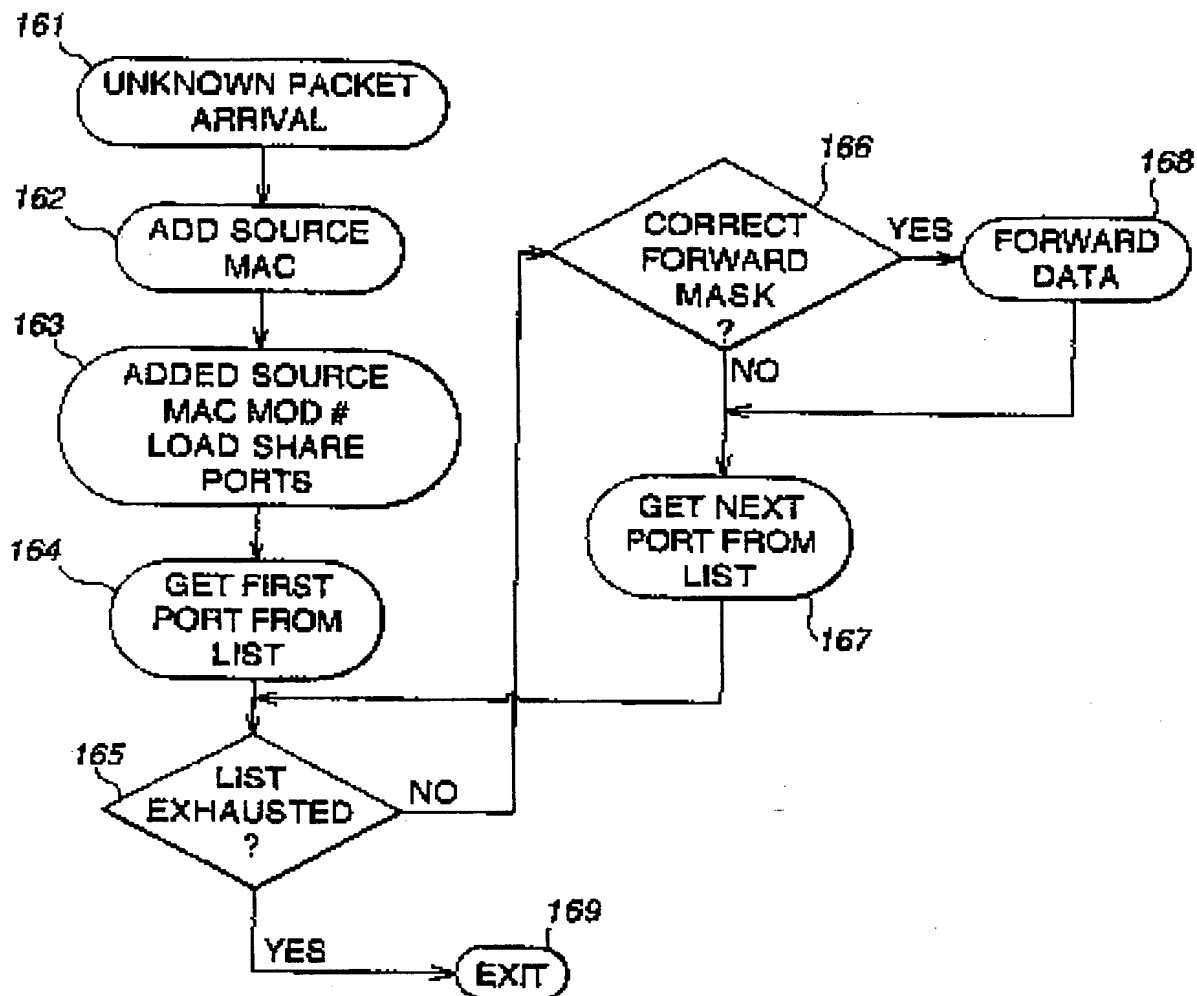 161
UNKNOWN PACKET
ARRIVAL
162
ADD SOURCE
MAC
163
ADDED SOURCE
MAC MOD #
LOAD SHARE
PORTS
164
GET FIRST
PORT FROM
LIST
165
LIST
EXHAUSTED
?
NO
YES
166
CORRECT
FORWARD
MASK
?
YES
NO
168
FORWARD
DATA
GET NEXT
PORT FROM
LIST
167
169
EXIT